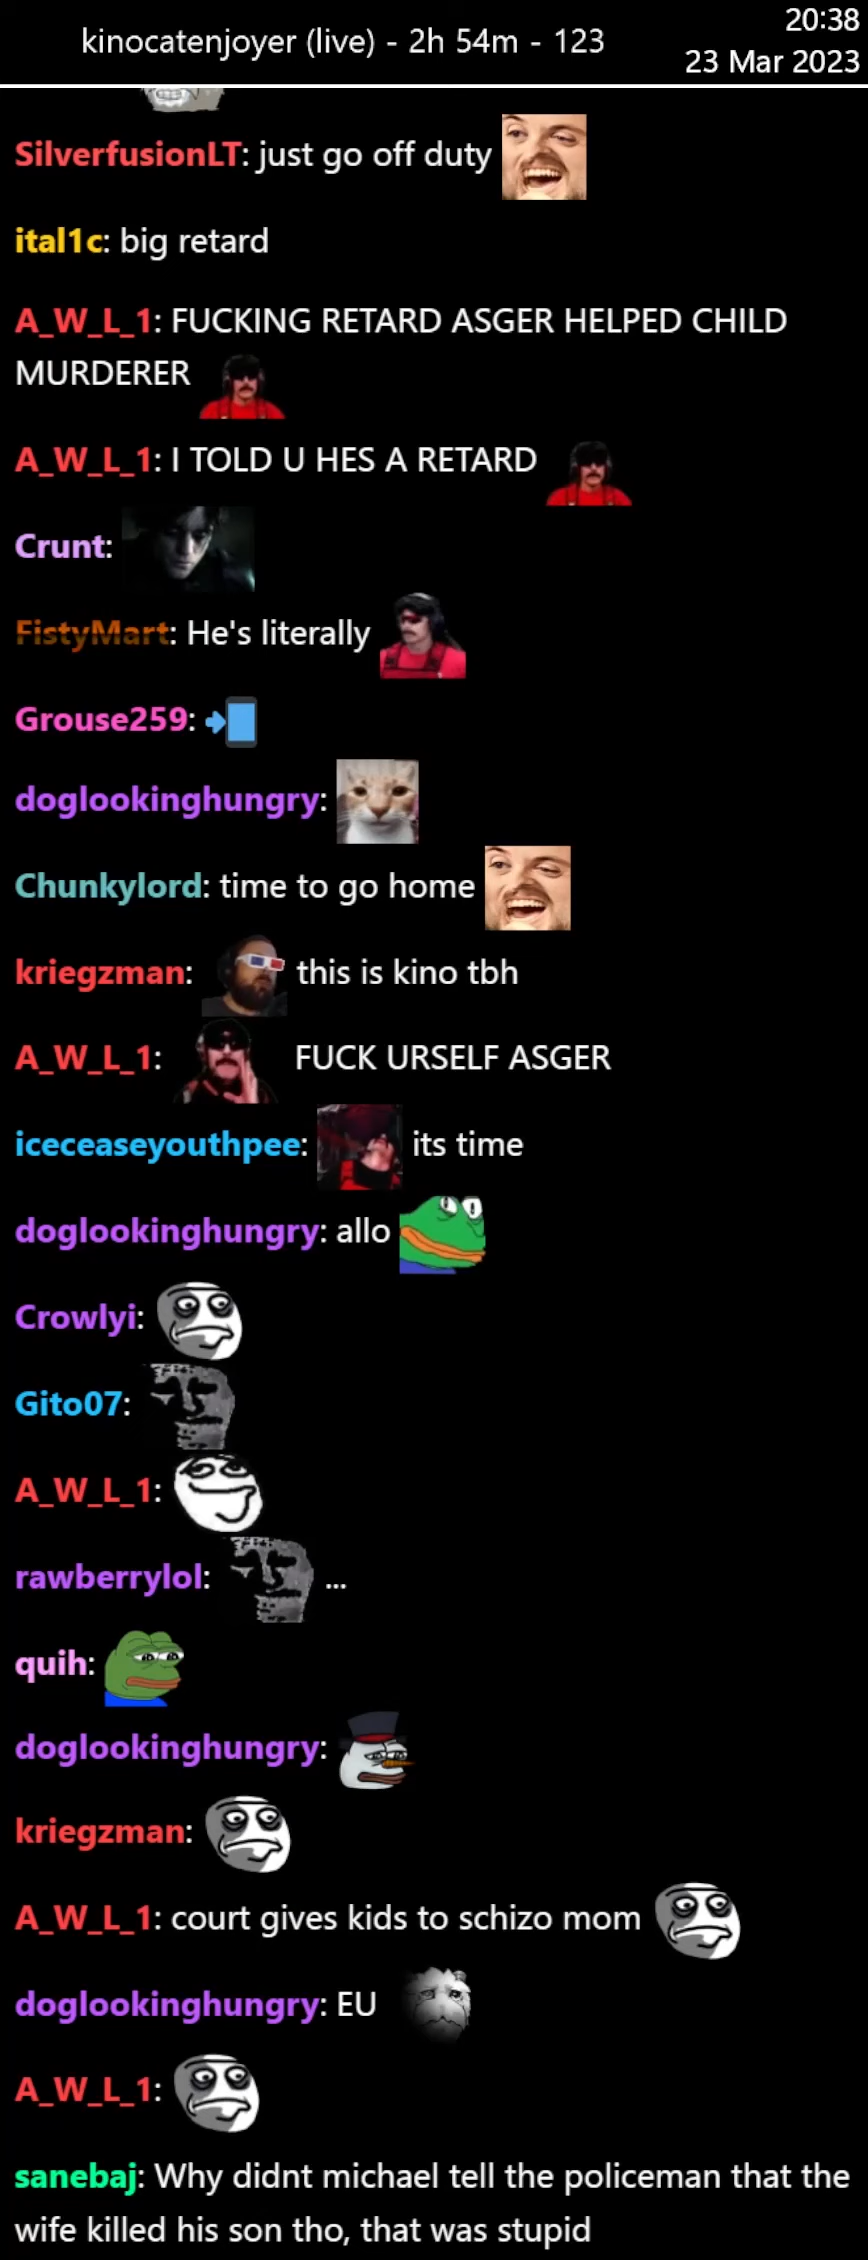 kinocatenjoyer (live) - 2h 54m - 123
20:38
23 Mar 2023
SilverfusionLT: just go off duty
ital1c: big retard
A_W_L_1: FUCKING RETARD ASGER HELPED CHILD
MURDERER
A_W_L_1: I TOLD U HES A RETARD
Crunt:
FistyMart: He's literally
Grouse259:
doglookinghungry:
Chunkylord: time to go home
kriegzman: this is kino tbh
A_W_L_1: FUCK URSELF ASGER
iceceaseyouthpee: its time
doglookinghungry: allo
Crowlyi:
Gito07:
A_W_L_1:
rawberrylol: ...
quih:
doglookinghungry:
kriegzman:
A_W_L_1: court gives kids to schizo mom
doglookinghungry: EU
A_W_L_1:
sanebaj: Why didnt michael tell the policeman that the
wife killed his son tho, that was stupid